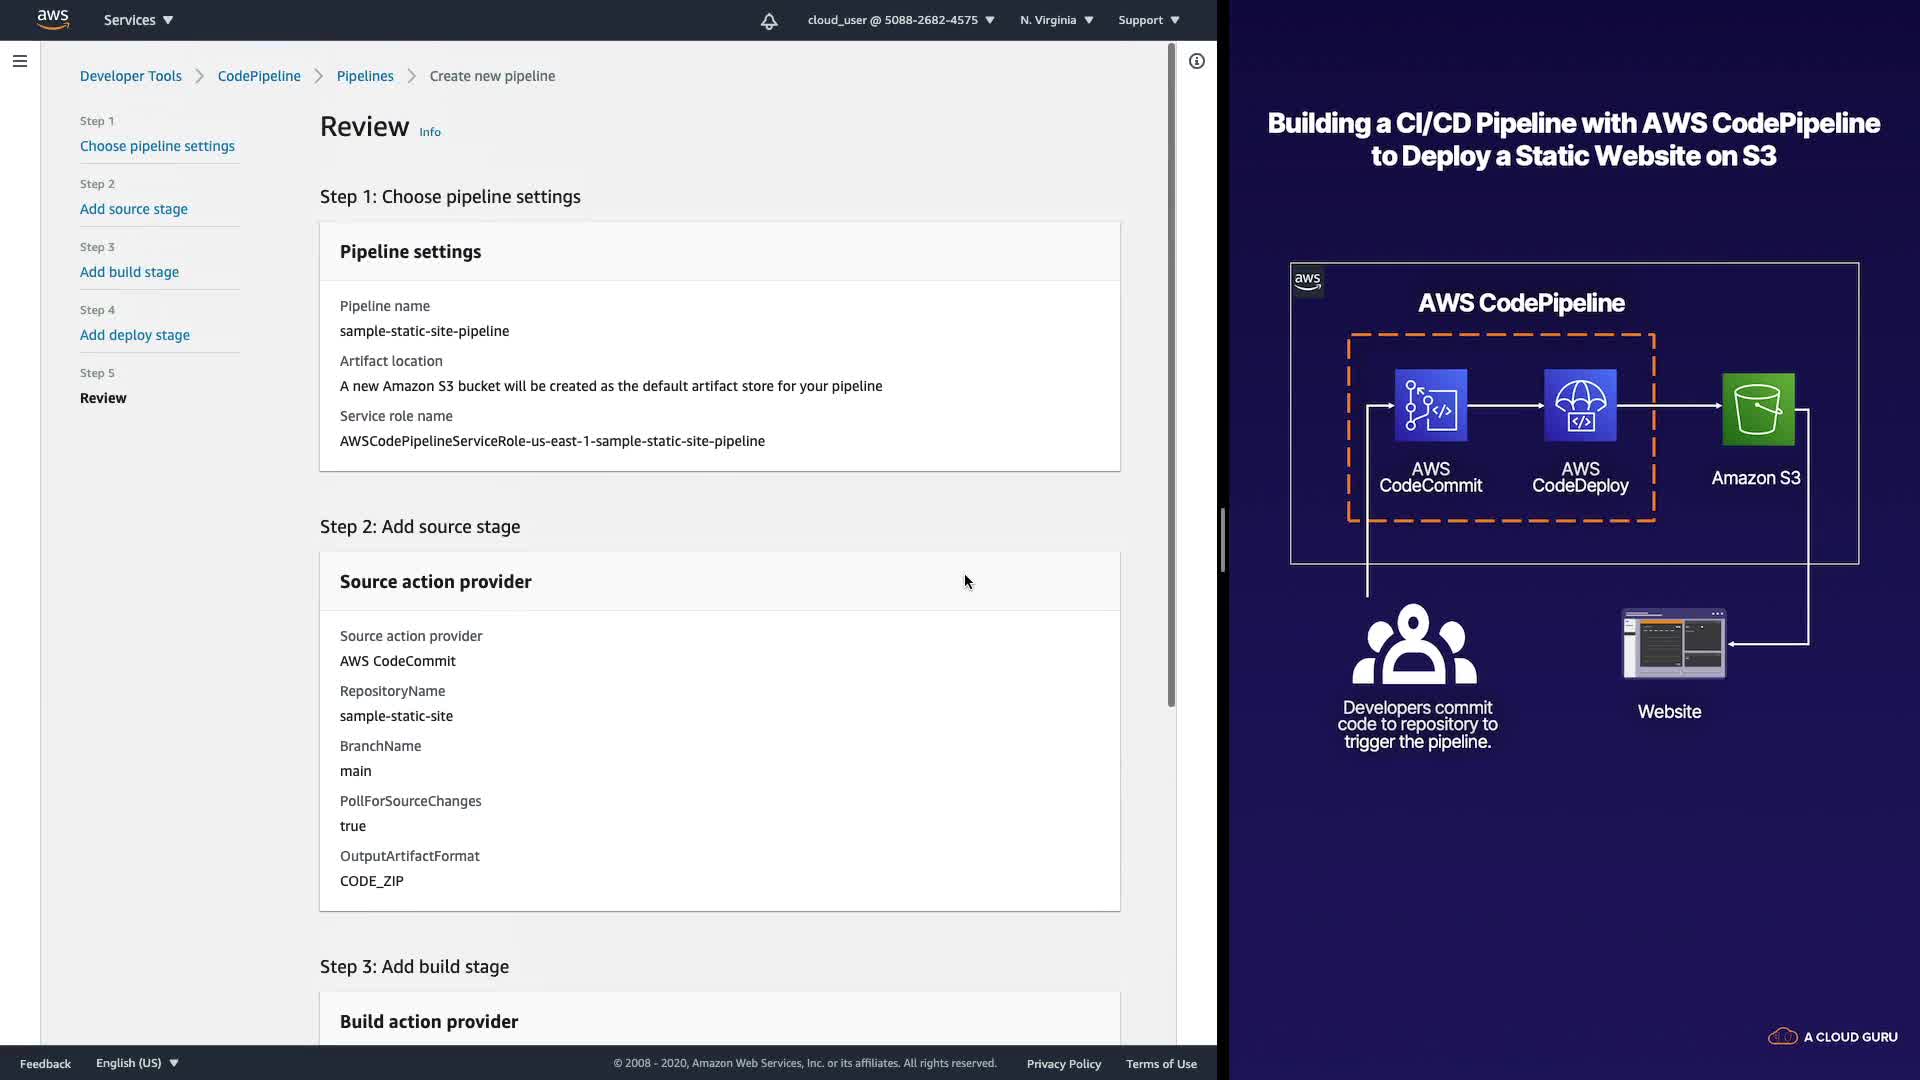 aws
Services ▼
cloud_user @ 5088-2682-4575 ▼
N. Virginia ▼
Support ▼
Developer Tools > CodePipeline > Pipelines > Create new pipeline
Step 1
Choose pipeline settings
Step 2
Add source stage
Step 3
Add build stage
Step 4
Add deploy stage
Step 5
Review
Review Info
Step 1: Choose pipeline settings
Pipeline settings
Pipeline name
sample-static-site-pipeline
Artifact location
A new Amazon S3 bucket will be created as the default artifact store for your pipeline
Service role name
AWSCodePipelineServiceRole-us-east-1-sample-static-site-pipeline
Step 2: Add source stage
Source action provider
Source action provider
AWS CodeCommit
RepositoryName
sample-static-site
BranchName
main
PollForSourceChanges
true
OutputArtifactFormat
CODE_ZIP
Step 3: Add build stage
Build action provider
Feedback
English (US) ▼
© 2008 - 2020, Amazon Web Services, Inc. or its affiliates. All rights reserved.
Privacy Policy
Terms of Use
Building a CI/CD Pipeline with AWS CodePipeline
to Deploy a Static Website on S3
aws
AWS CodePipeline
AWS
CodeCommit
AWS
CodeDeploy
Amazon S3
Developers commit
code to repository to
trigger the pipeline.
Website
A CLOUD GURU